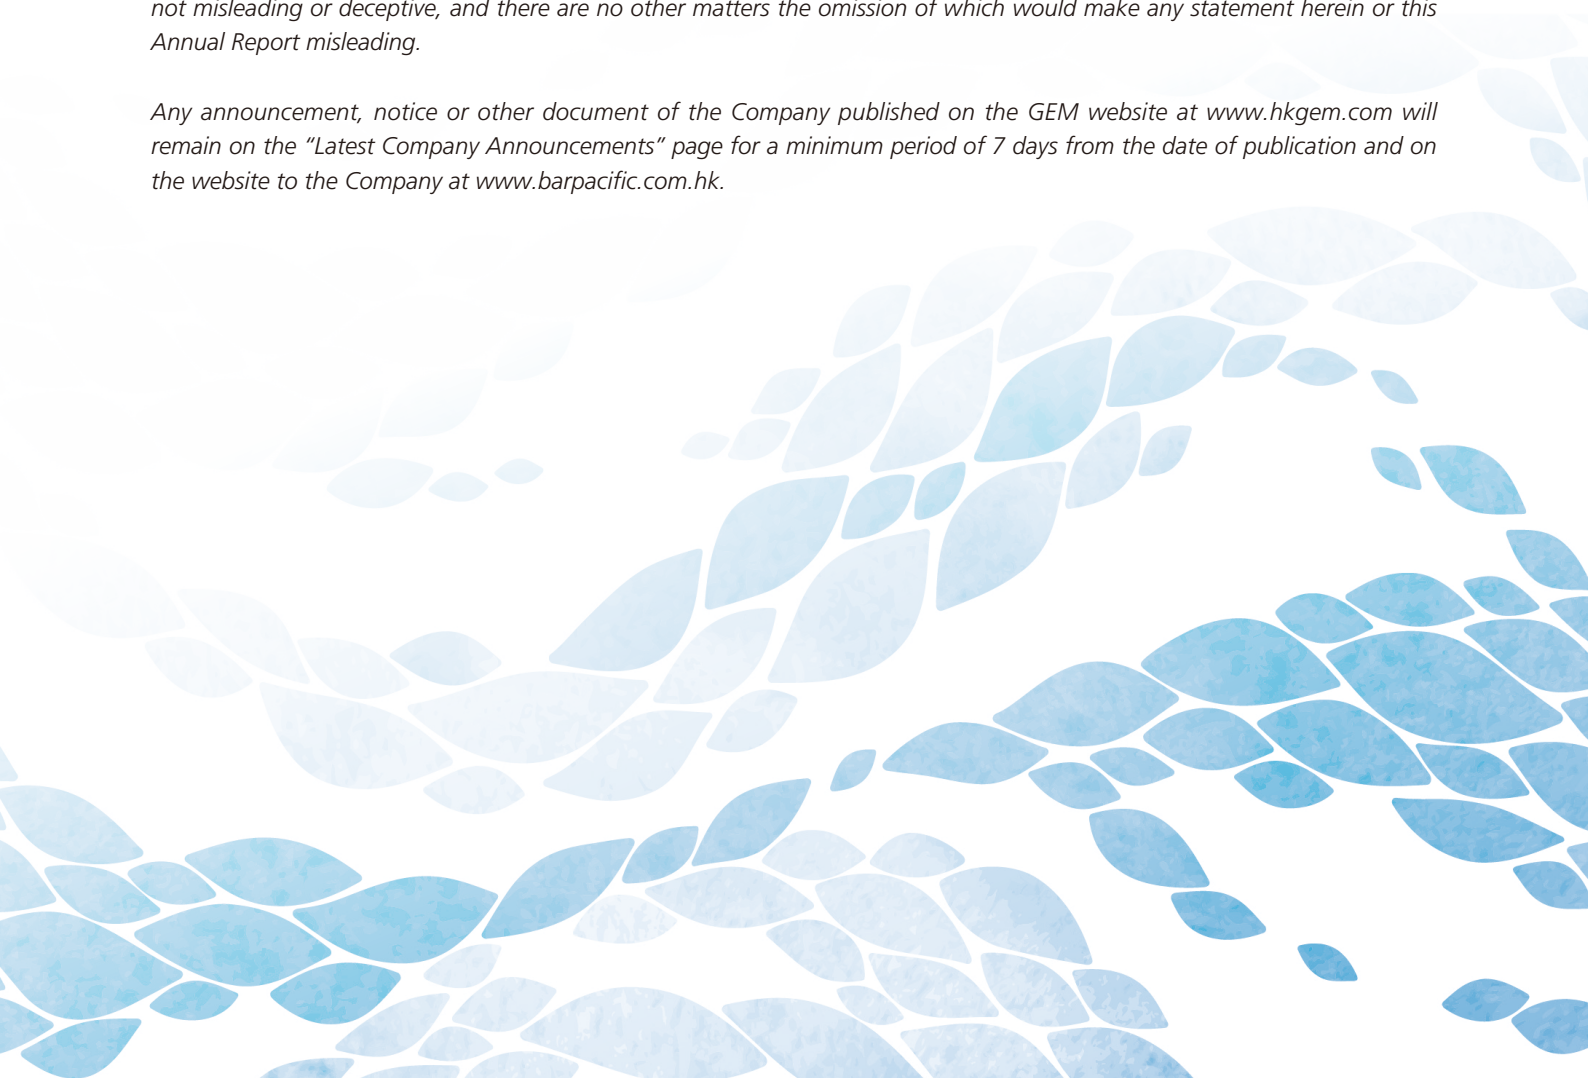 not misleading or deceptive, and there are no other matters the omission of which would make any statement herein or this
Annual Report misleading.
Any announcement, notice or other document of the Company published on the GEM website at www.hkgem.com will
remain on the “Latest Company Announcements” page for a minimum period of 7 days from the date of publication and on
the website to the Company at www.barpacific.com.hk.